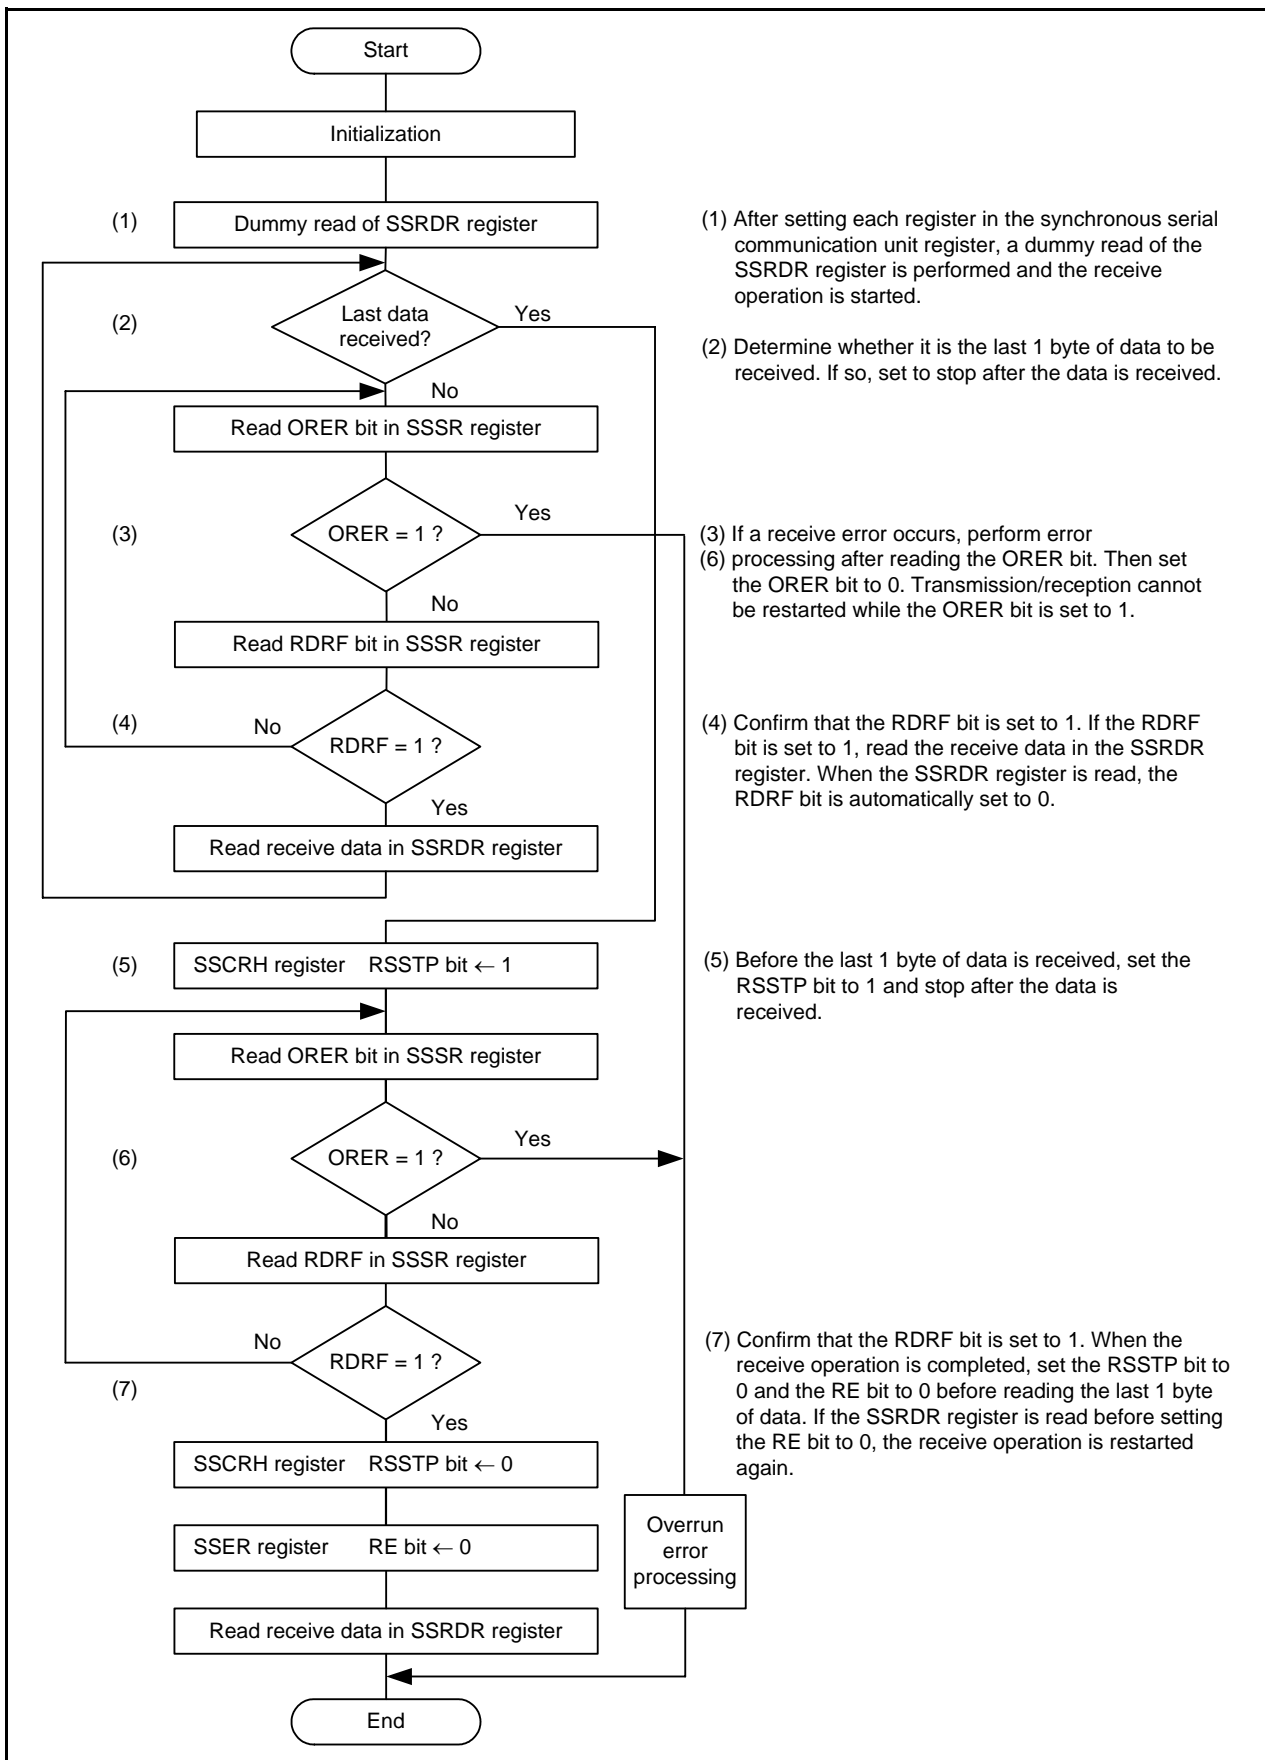 Start
Initialization
(1)
Dummy read of SSRDR register
(1) After setting each register in the synchronous serial
communication unit register, a dummy read of the
SSRDR register is performed and the receive
operation is started.
(2)
Last data
received?
Yes
No
(2) Determine whether it is the last 1 byte of data to be
received. If so, set to stop after the data is received.
Read ORER bit in SSSR register
(3)
ORER = 1 ?
Yes
No
(3) If a receive error occurs, perform error
(6) processing after reading the ORER bit. Then set
the ORER bit to 0. Transmission/reception cannot
be restarted while the ORER bit is set to 1.
Read RDRF bit in SSSR register
(4)
No
RDRF = 1 ?
Yes
(4) Confirm that the RDRF bit is set to 1. If the RDRF
bit is set to 1, read the receive data in the SSRDR
register. When the SSRDR register is read, the
RDRF bit is automatically set to 0.
Read receive data in SSRDR register
(5)
SSCRH register RSSTP bit ← 1
(5) Before the last 1 byte of data is received, set the
RSSTP bit to 1 and stop after the data is
received.
Read ORER bit in SSSR register
(6)
ORER = 1 ?
Yes
No
Read RDRF in SSSR register
No
RDRF = 1 ?
(7)
Yes
(7) Confirm that the RDRF bit is set to 1. When the
receive operation is completed, set the RSSTP bit to
0 and the RE bit to 0 before reading the last 1 byte
of data. If the SSRDR register is read before setting
the RE bit to 0, the receive operation is restarted
again.
SSCRH register RSSTP bit ← 0
SSER register RE bit ← 0
Overrun
error
processing
Read receive data in SSRDR register
End